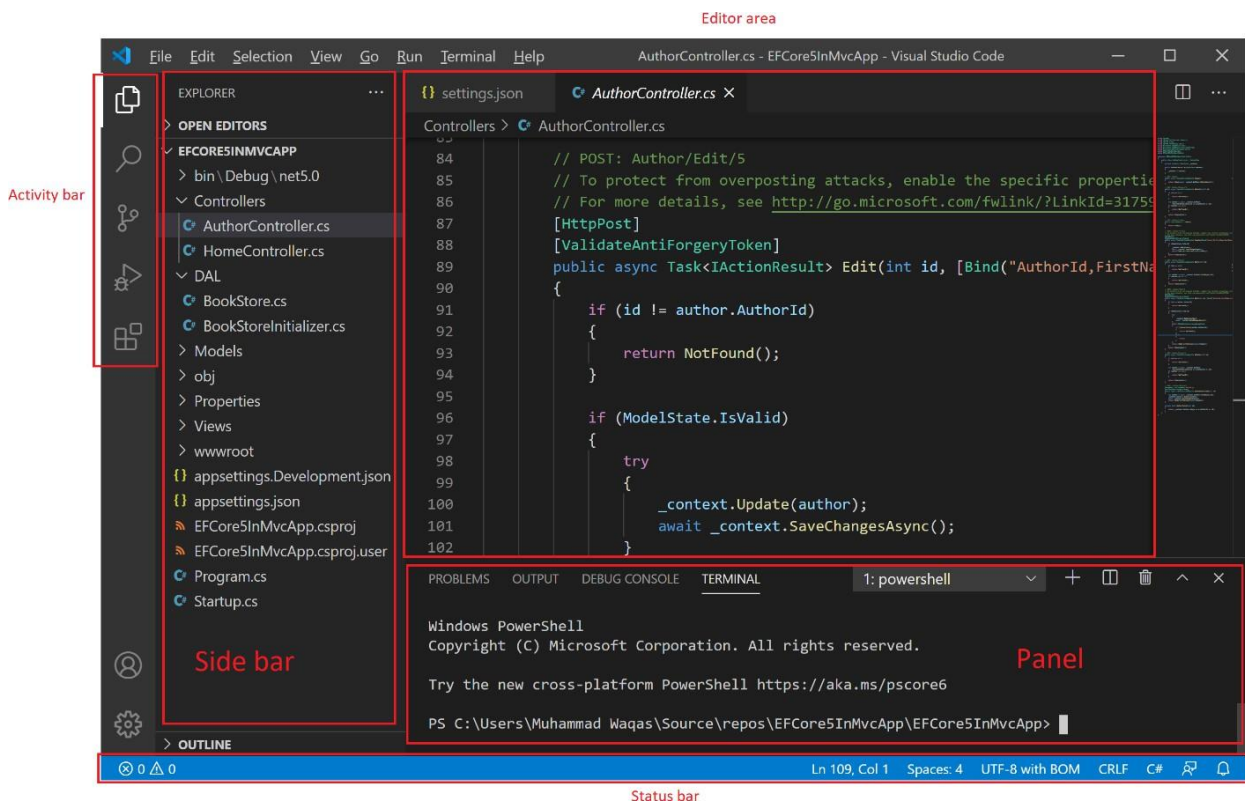 Editor area
File Edit Selection View Go Run Terminal Help AuthorController.cs - EFCore5InMvcApp - Visual Studio Code
Activity bar
EXPLORER ...
OPEN EDITORS
EFCORE5INMVCAPP
bin\Debug\net5.0
Controllers
AuthorController.cs
HomeController.cs
DAL
BookStore.cs
BookStoreInitializer.cs
Models
obj
Properties
Views
wwwroot
{} appsettings.Development.json
{} appsettings.json
EFCore5InMvcApp.csproj
EFCore5InMvcApp.csproj.user
C# Program.cs
C# Startup.cs
Side bar
OUTLINE
{} settings.json C# AuthorController.cs ×
Controllers > C# AuthorController.cs
83
84 // POST: Author/Edit/5
85 // To protect from overposting attacks, enable the specific propertie
86 // For more details, see http://go.microsoft.com/fwlink/?LinkId=31759
87 [HttpPost]
88 [ValidateAntiForgeryToken]
89 public async Task<IActionResult> Edit(int id, [Bind("AuthorId,FirstNa
90 {
91 if (id != author.AuthorId)
92 {
93 return NotFound();
94 }
95
96 if (ModelState.IsValid)
97 {
98 try
99 {
100 _context.Update(author);
101 await _context.SaveChangesAsync();
102 }
PROBLEMS OUTPUT DEBUG CONSOLE TERMINAL 1: powershell
Windows PowerShell
Copyright (C) Microsoft Corporation. All rights reserved.
Panel
Try the new cross-platform PowerShell https://aka.ms/pscore6
PS C:\Users\Muhammad Waqas\Source\repos\EFCore5InMvcApp\EFCore5InMvcApp>
0 0 Ln 109, Col 1 Spaces: 4 UTF-8 with BOM CRLF C#
Status bar